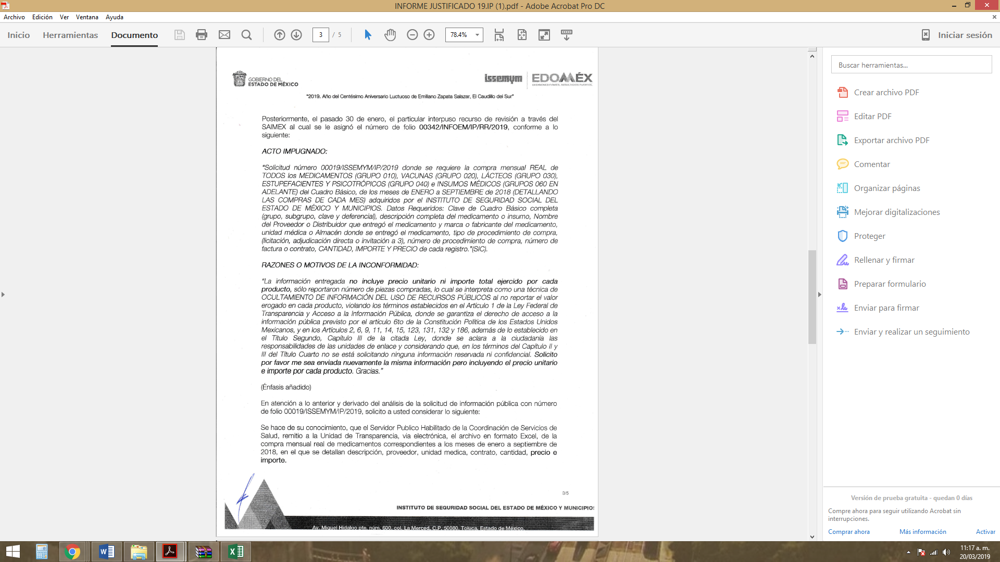 INFORME JUSTIFICADO 19.IP (1).pdf - Adobe Acrobat Pro DC
Archivo Edición Ver Ventana Ayuda
Inicio Herramientas Documento 3 / 5 78.4% Iniciar sesión
GOBIERNO DEL
ESTADO DE MÉXICO
issemym EDOMÉX
DECISIONES FIRMES, RESULTADOS FUERTES.
"2019. Año del Centésimo Aniversario Luctuoso de Emiliano Zapata Salazar, El Caudillo del Sur"
Posteriormente, el pasado 30 de enero, el particular interpuso recurso de revisión a través del
SAIMEX al cual se le asignó el número de folio 00342/INFOEM/IP/RR/2019, conforme a lo
siguiente:
ACTO IMPUGNADO:
"Solicitud número 00019/ISSEMYM/IP/2019 donde se requiere la compra mensual REAL de
TODOS los MEDICAMENTOS (GRUPO 010), VACUNAS (GRUPO 020), LÁCTEOS (GRUPO 030),
ESTUPEFACIENTES Y PSICOTRÓPICOS (GRUPO 040) e INSUMOS MÉDICOS (GRUPOS 060 EN
ADELANTE) del Cuadro Básico, de los meses de ENERO a SEPTIEMBRE de 2018 (DETALLANDO
LAS COMPRAS DE CADA MES) adquiridos por el INSTITUTO DE SEGURIDAD SOCIAL DEL
ESTADO DE MÉXICO Y MUNICIPIOS. Datos Requeridos: Clave de Cuadro Básico completa
(grupo, subgrupo, clave y deferencial), descripción completa del medicamento o insumo, Nombre
del Proveedor o Distribuidor que entregó el medicamento y marca o fabricante del medicamento,
unidad médica o Almacén donde se entregó el medicamento, tipo de procedimiento de compra,
(licitación, adjudicación directa o invitación a 3), número de procedimiento de compra, número de
factura o contrato, CANTIDAD, IMPORTE Y PRECIO de cada registro."(SIC).
RAZONES O MOTIVOS DE LA INCONFORMIDAD:
"La información entregada no incluye precio unitario ni importe total ejercido por cada
producto, sólo reportaron número de piezas compradas, lo cual se interpreta como una técnica de
OCULTAMIENTO DE INFORMACIÓN DEL USO DE RECURSOS PÚBLICOS al no reportar el valor
erogado en cada producto, violando los términos establecidos en el Artículo 1 de la Ley Federal de
Transparencia y Acceso a la Información Pública, donde se garantiza el derecho de acceso a la
información pública previsto por el artículo 6to de la Constitución Política de los Estados Unidos
Mexicanos, y en los Artículos 2, 6, 9, 11, 14, 15, 123, 131, 132 y 186, además de lo establecido en
el Título Segundo, Capítulo III de la citada Ley, donde se aclara a la ciudadanía las
responsabilidades de las unidades de enlace y considerando que, en los términos del Capítulo II y
III del Título Cuarto no se está solicitando ninguna información reservada ni confidencial. Solicito
por favor me sea enviada nuevamente la misma información pero incluyendo el precio unitario
e importe por cada producto. Gracias."
(Énfasis añadido)
En atención a lo anterior y derivado del análisis de la solicitud de información pública con número
de folio 00019/ISSEMYM/IP/2019, solicito a usted considerar lo siguiente:
Se hace de su conocimiento, que el Servidor Publico Habilitado de la Coordinación de Servicios de
Salud, remitio a la Unidad de Transparencia, via electrónica, el archivo en formato Excel, de la
compra mensual real de medicamentos correspondientes a los meses de enero a septiembre de
2018, en el que se detallan descripción, proveedor, unidad medica, contrato, cantidad, precio e
importe.
3/5
INSTITUTO DE SEGURIDAD SOCIAL DEL ESTADO DE MÉXICO Y MUNICIPIOS
Av. Miguel Hidalgo pte. núm. 600, col. La Merced, C.P. 50080, Toluca, Estado de México.
Buscar herramientas...
Crear archivo PDF
Editar PDF
Exportar archivo PDF
Comentar
Organizar páginas
Mejorar digitalizaciones
Proteger
Rellenar y firmar
Preparar formulario
Enviar para firmar
Enviar y realizar un seguimiento
Versión de prueba gratuita - quedan 0 días
Compre ahora para seguir utilizando Acrobat sin
interrupciones.
Comprar ahora Más información Activar
11:17 a. m.
20/03/2019